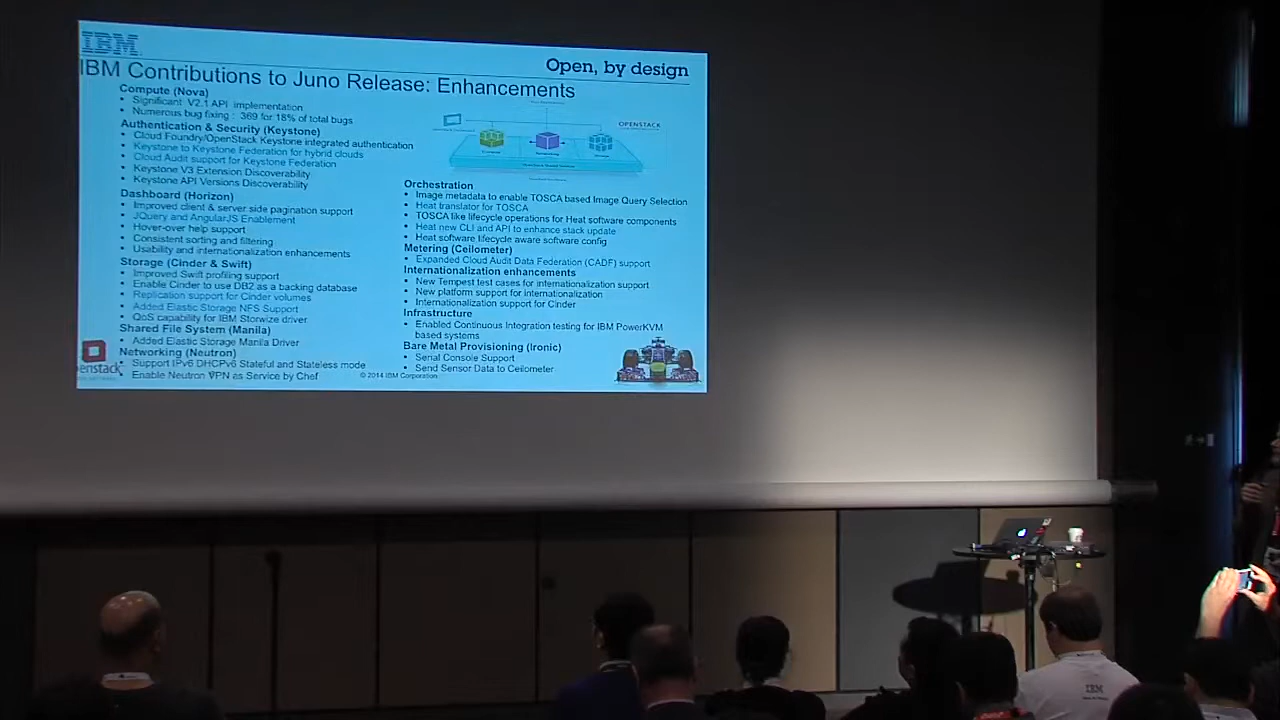 IBM
Open, by design
IBM Contributions to Juno Release: Enhancements
Compute (Nova)
• Significant V2.1 API implementation
• Numerous bug fixing : 369 for 18% of total bugs
Authentication & Security (Keystone)
• Cloud Foundry/OpenStack Keystone integrated authentication
• Keystone to Keystone Federation for hybrid clouds
• Cloud Audit support for Keystone Federation
• Keystone V3 Extension Discoverability
• Keystone API Versions Discoverability
Dashboard (Horizon)
• Improved client & server side pagination support
• JQuery and AngularJS Enablement
• Hover-over help support
• Consistent sorting and filtering
• Usability and internationalization enhancements
Storage (Cinder & Swift)
• Improved Swift profiling support
• Enable Cinder to use DB2 as a backing database
• Replication support for Cinder volumes
• Added Elastic Storage NFS Support
• QoS capability for IBM Storwize driver
Shared File System (Manila)
• Added Elastic Storage Manila Driver
Networking (Neutron)
• Support IPv6 DHCPv6 Stateful and Stateless mode
• Enable Neutron VPN as Service by Chef
OPENSTACK
Orchestration
• Image metadata to enable TOSCA based Image Query Selection
• Heat translator for TOSCA
• TOSCA like lifecycle operations for Heat software components
• Heat new CLI and API to enhance stack update
• Heat software lifecycle aware software config
Metering (Ceilometer)
• Expanded Cloud Audit Data Federation (CADF) support
Internationalization enhancements
• New Tempest test cases for internationalization support
• New platform support for internationalization
• Internationalization support for Cinder
Infrastructure
• Enabled Continuous Integration testing for IBM PowerKVM
based systems
Bare Metal Provisioning (Ironic)
• Serial Console Support
• Send Sensor Data to Ceilometer
enstack
© 2014 IBM Corporation
IBM